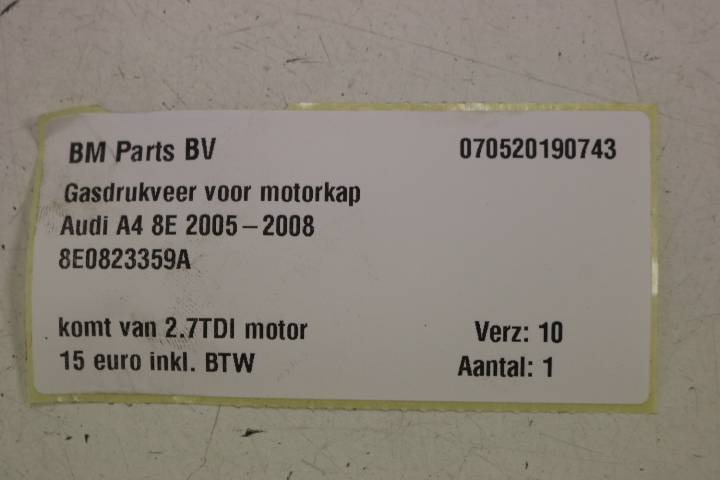 BM Parts BV 070520190743
Gasdrukveer voor motorkap
Audi A4 8E 2005-2008
8E0823359A
komt van 2.7TDI motor Verz: 10
15 euro inkl. BTW Aantal: 1